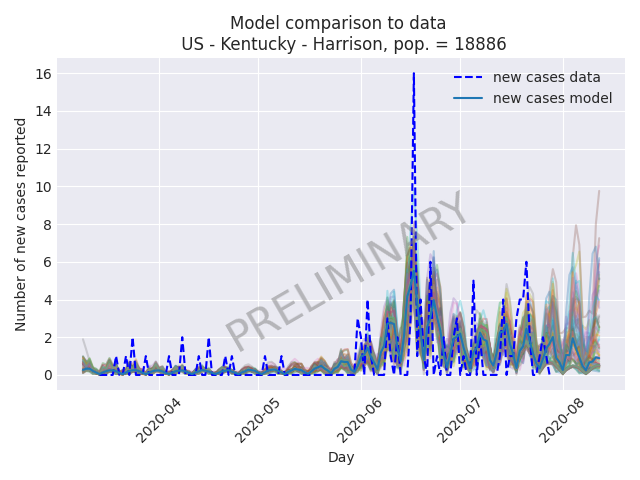 Model comparison to data
US - Kentucky - Harrison, pop. = 18886
new cases data
new cases model
PRELIMINARY
Number of new cases reported
16
14
12
10
8
6
4
2
0
2020-04
2020-05
2020-06
2020-07
2020-08
Day